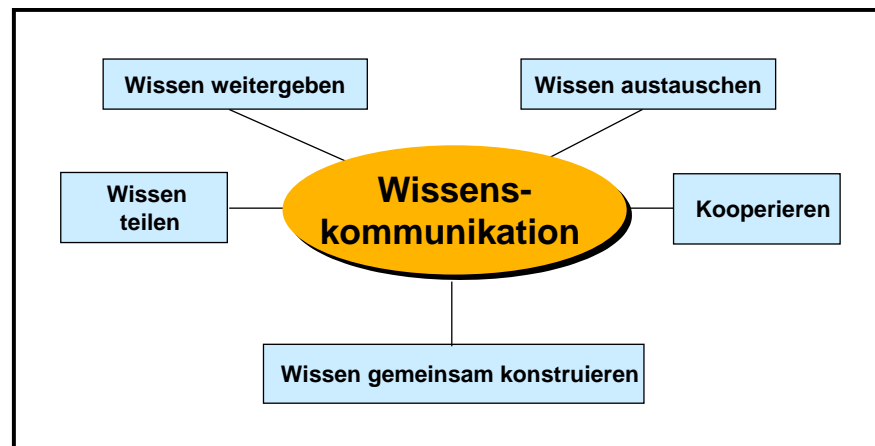 Wissen weitergeben
Wissen austauschen
Wissen
teilen
Wissens-
kommunikation
Kooperieren
Wissen gemeinsam konstruieren